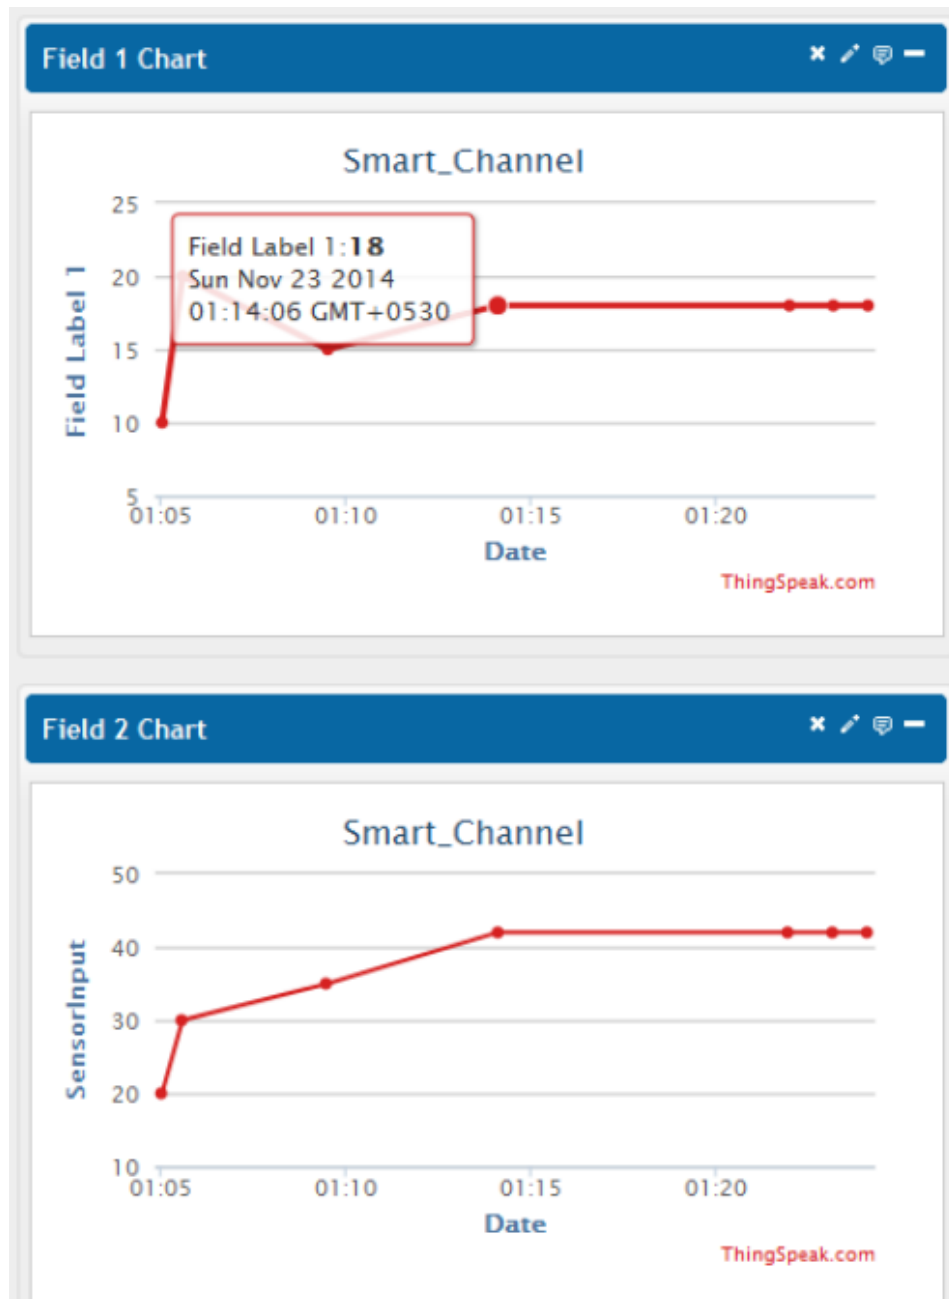 Field 1 Chart
Smart_Channel
25
20
15
10
5
Field Label 1
Field Label 1:18
Sun Nov 23 2014
01:14:06 GMT+0530
01:05 01:10 01:15 01:20
Date
ThingSpeak.com
Field 2 Chart
Smart_Channel
50
40
30
20
10
SensorInput
01:05 01:10 01:15 01:20
Date
ThingSpeak.com